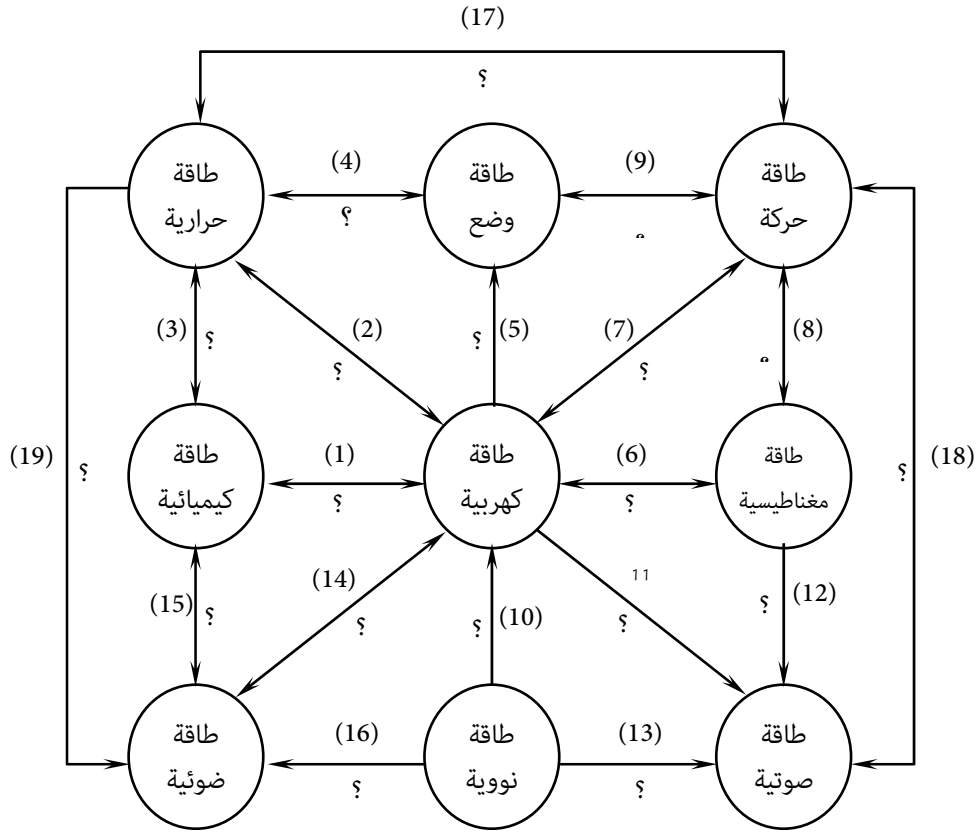 (17)
؟
طاقة
حرارية
(4)
؟
طاقة
وضع
(9)
طاقة
حركة
(3)
؟
(2)
؟
؟
(5)
(7)
؟
(8)
(19)
؟
طاقة
كيميائية
(1)
؟
طاقة
كهربية
(6)
؟
طاقة
مغناطيسية
؟
(18)
(15)
؟
(14)
؟
؟
(10)
11
؟
؟
(12)
طاقة
ضوئية
(16)
؟
طاقة
نووية
(13)
؟
طاقة
صوتية